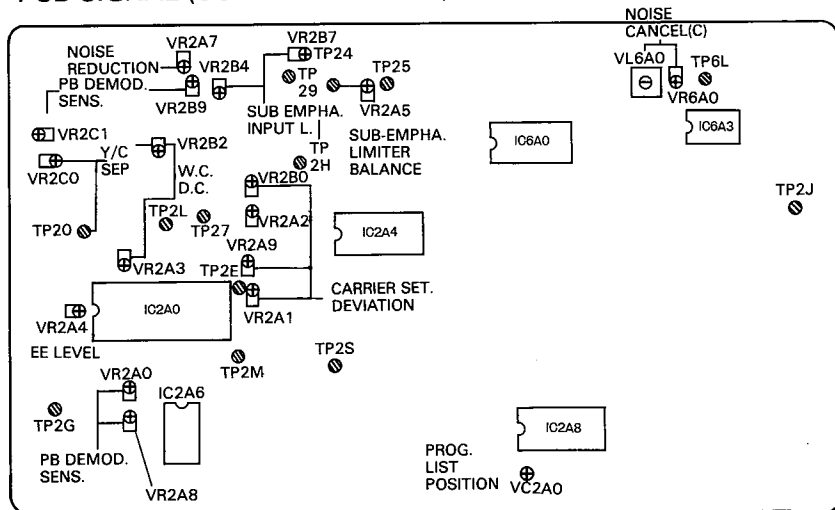 NOISE
CANCEL(C)
VR2B7
VR2A7
TP24
NOISE
REDUCTION
VR2B4
TP
29
TP25
VL6A0
TP6L
PB DEMOD.
SENS.
VR2B9
VR6A0
SUB EMPHA.
INPUT L.
VR2A5
VR2C1
IC6A0
IC6A3
SUB-EMPHA.
LIMITER
BALANCE
Y/C
SEP
VR2B2
TP
2H
W.C.
D.C.
VR2C0
VR2B0
TP2J
TP20
TP2L
TP27
VR2A2
IC2A4
VR2A9
VR2A3
TP2E
CARRIER SET.
DEVIATION
VR2A1
IC2A0
VR2A4
EE LEVEL
TP2M
TP2S
VR2A0
IC2A6
TP2G
IC2A8
PB DEMOD.
SENS.
PROG.
LIST
POSITION
VC2A0
VR2A8